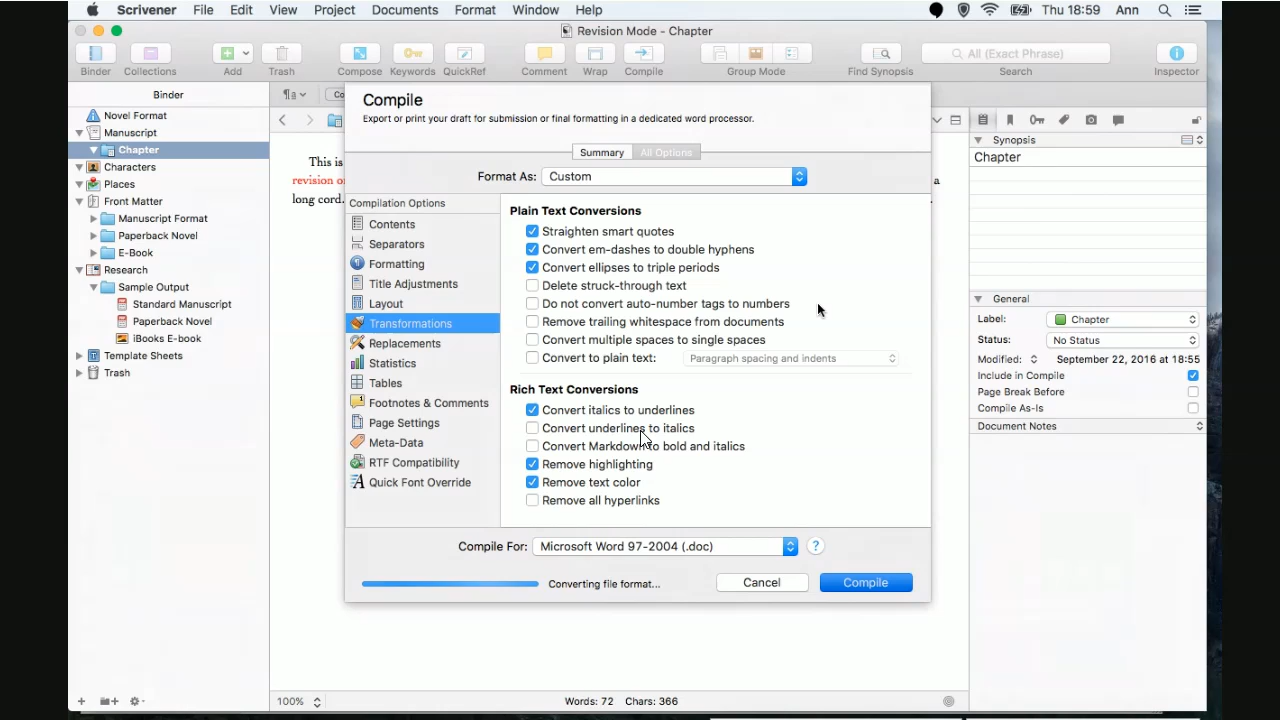 Scrivener File Edit View Project Documents Format Window Help Thu 18:59 Ann
Revision Mode - Chapter
Binder Collections Add Trash Compose Keywords QuickRef Comment Wrap Compile Group Mode Find Synopsis Search Inspector
All (Exact Phrase)
Binder
Novel Format
Manuscript
Chapter
Characters
Places
Front Matter
Manuscript Format
Paperback Novel
E-Book
Research
Sample Output
Standard Manuscript
Paperback Novel
iBooks E-book
Template Sheets
Trash
Co
This is
revision
a
long cord.
Compile
Export or print your draft for submission or final formatting in a dedicated word processor.
Summary All Options
Format As: Custom
Compilation Options
Contents
Separators
Formatting
Title Adjustments
Layout
Transformations
Replacements
Statistics
Tables
Footnotes & Comments
Page Settings
Meta-Data
RTF Compatibility
Quick Font Override
Plain Text Conversions
Straighten smart quotes
Convert em-dashes to double hyphens
Convert ellipses to triple periods
Delete struck-through text
Do not convert auto-number tags to numbers
Remove trailing whitespace from documents
Convert multiple spaces to single spaces
Convert to plain text: Paragraph spacing and indents
Rich Text Conversions
Convert italics to underlines
Convert underlines to italics
Convert Markdown to bold and italics
Remove highlighting
Remove text color
Remove all hyperlinks
Compile For: Microsoft Word 97-2004 (.doc) ?
Converting file format... Cancel Compile
Synopsis
Chapter
General
Label: Chapter
Status: No Status
Modified: September 22, 2016 at 18:55
Include in Compile
Page Break Before
Compile As-Is
Document Notes
100% Words: 72 Chars: 366